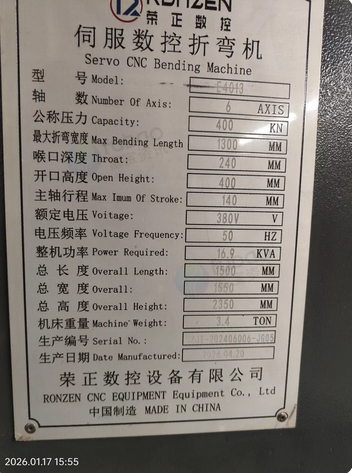 RONZEN
荣正数控
伺服数控折弯机
Servo CNC Bending Machine
型号 Model: E4013
轴数 Number Of Axis: 6 AXIS
公称压力 Capacity: 400 KN
最大折弯宽度 Max Bending Length 1300 MM
喉口深度 Throat: 240 MM
开口高度 Open Height: 400 MM
主轴行程 Max Imum Of Stroke: 140 MM
额定电压 Voitage: 380V V
电压频率 Voltage Frequency: 50 HZ
整机功率 Power Required: 16.9 KVA
总长度 Overall Length: 1500 MM
总宽度 Overall: 1550 MM
总高度 Overall Height: 2350 MM
机床重量 Machine Weight: 3.4 TON
生产编号 Serial No.:
生产日期 Date Manufactured:
荣正数控设备有限公司
RONZEN CNC EQUIPMENT Equipment Co., Ltd
中国制造 MADE IN CHINA
2026.01.17 15:55